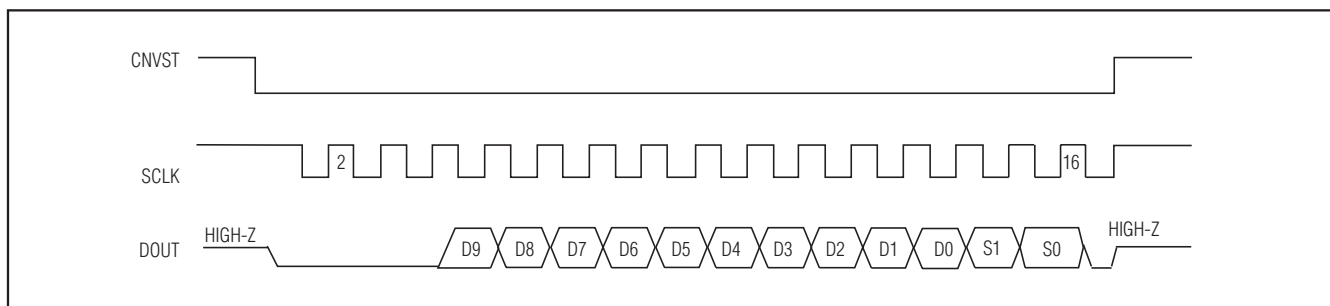 CNVST
SCLK
2
16
DOUT
HIGH-Z
D9
D8
D7
D6
D5
D4
D3
D2
D1
D0
S1
S0
HIGH-Z